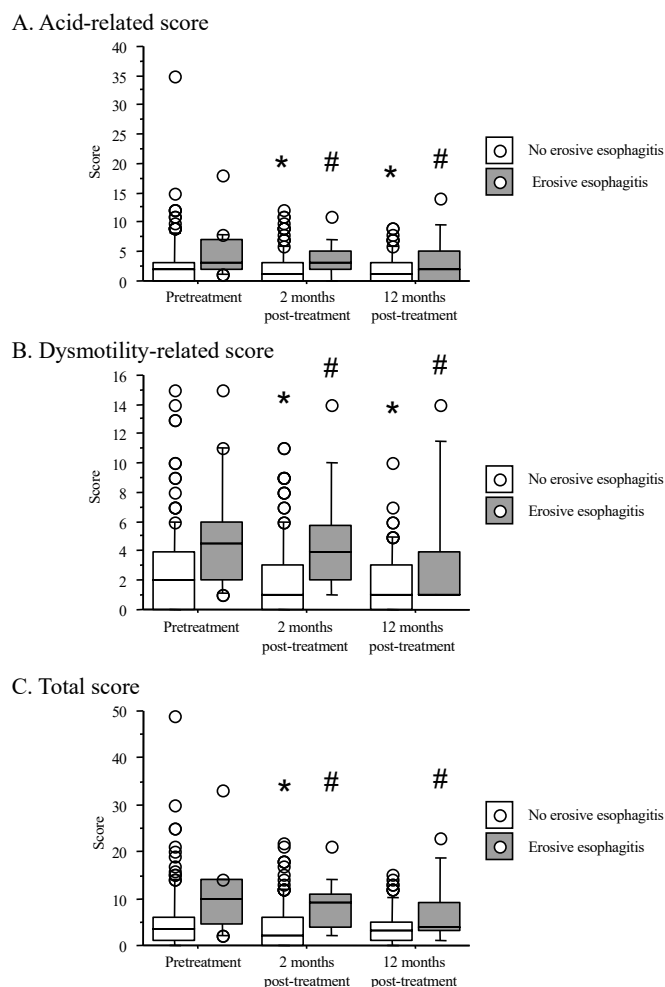 A. Acid-related score
40
35
30
25
20
15
10
5
0
Score
* # * #
Pretreatment 2 months post-treatment 12 months post-treatment
No erosive esophagitis
Erosive esophagitis
B. Dysmotility-related score
16
14
12
10
8
6
4
2
0
Score
* # * #
Pretreatment 2 months post-treatment 12 months post-treatment
No erosive esophagitis
Erosive esophagitis
C. Total score
50
40
30
20
10
0
Score
* # #
Pretreatment 2 months post-treatment 12 months post-treatment
No erosive esophagitis
Erosive esophagitis